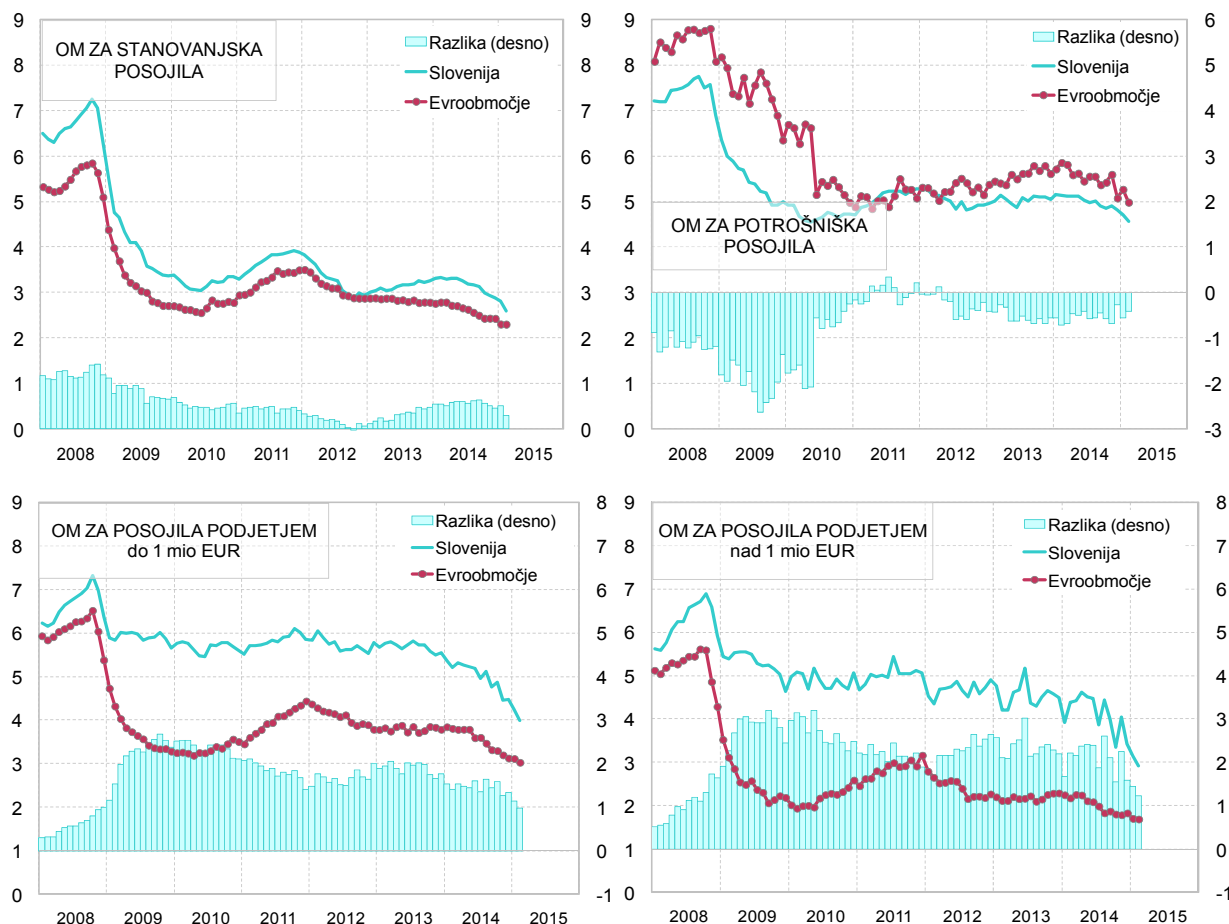 OM ZA STANOVANJSKA
POSOJILA
Razlika (desno)
Slovenija
Evroobmočje
9 8 7 6 5 4 3 2 1 0
9 8 7 6 5 4 3 2 1 0
2008 2009 2010 2011 2012 2013 2014 2015
Razlika (desno)
Slovenija
Evroobmočje
OM ZA POTROŠNIŠKA
POSOJILA
9 8 7 6 5 4 3 2 1 0
6 5 4 3 2 1 0 -1 -2 -3
2008 2009 2010 2011 2012 2013 2014 2015
OM ZA POSOJILA PODJETJEM
do 1 mio EUR
Razlika (desno)
Slovenija
Evroobmočje
9 8 7 6 5 4 3 2 1 0
8 7 6 5 4 3 2 1 0 -1
2008 2009 2010 2011 2012 2013 2014 2015
OM ZA POSOJILA PODJETJEM
nad 1 mio EUR
Razlika (desno)
Slovenija
Evroobmočje
9 8 7 6 5 4 3 2 1 0
8 7 6 5 4 3 2 1 0 -1
2008 2009 2010 2011 2012 2013 2014 2015